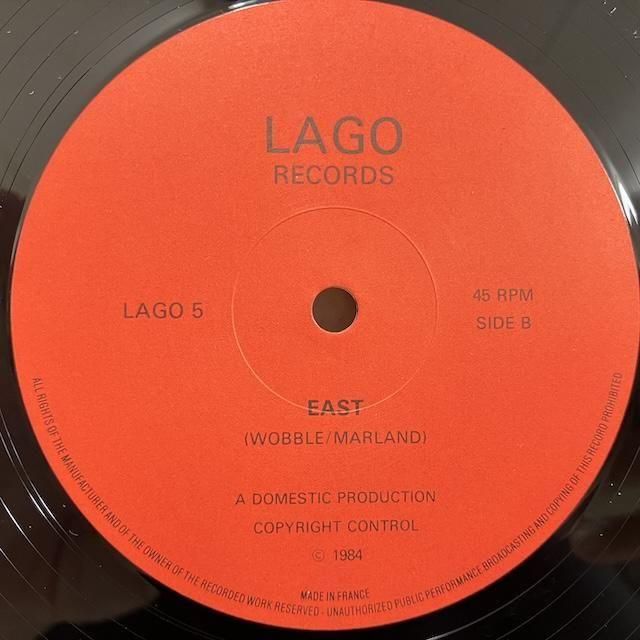 LAGO
RECORDS
LAGO 5
45 RPM
SIDE B
EAST
(WOBBLE/MARLAND)
A DOMESTIC PRODUCTION
COPYRIGHT CONTROL
© 1984
MADE IN FRANCE
ALL RIGHTS OF THE MANUFACTURER AND OF THE OWNER OF THE RECORDED WORK RESERVED - UNAUTHORIZED PUBLIC PERFORMANCE BROADCASTING AND COPYING OF THIS RECORD PROHIBITED